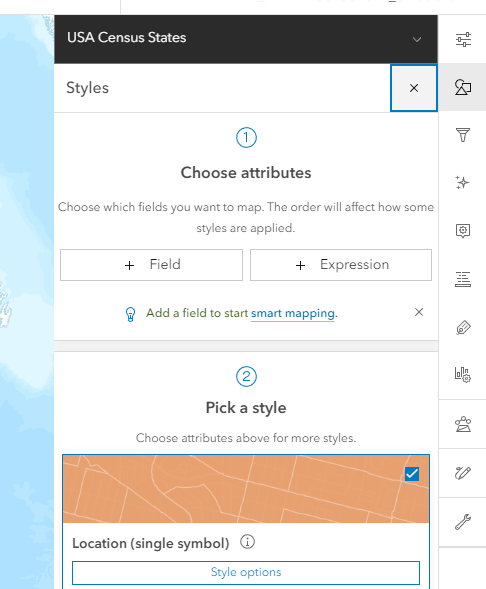 USA Census States
Styles
1
Choose attributes
Choose which fields you want to map. The order will affect how some
styles are applied.
+ Field
+ Expression
Add a field to start smart mapping.
2
Pick a style
Choose attributes above for more styles.
Location (single symbol)
Style options